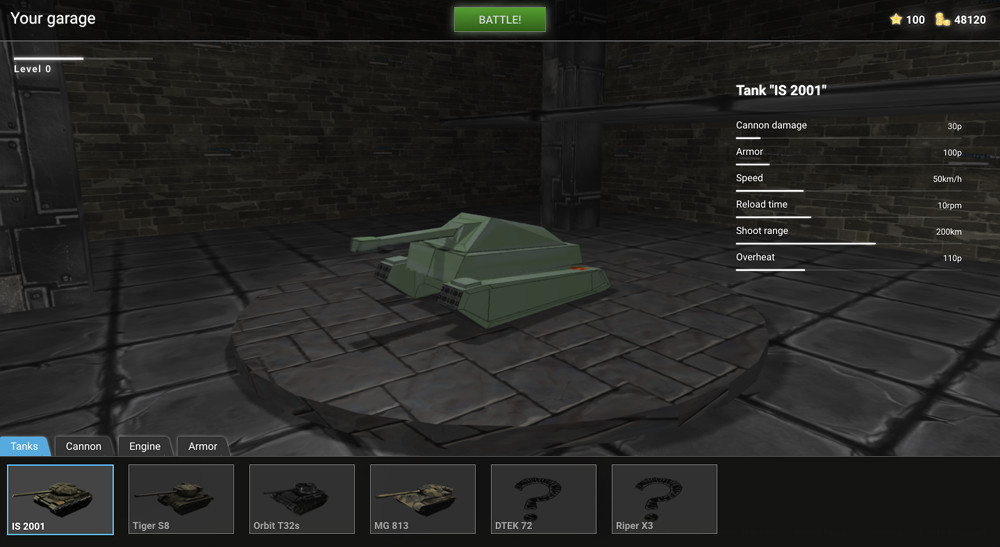 Your garage
BATTLE!
100 48120
Level 0
Tank "IS 2001"
Cannon damage 30p
Armor 100p
Speed 50km/h
Reload time 10rpm
Shoot range 200km
Overheat 110p
Tanks Cannon Engine Armor
IS 2001 Tiger S8 Orbit T32s MG 813 DTEK 72 Riper X3